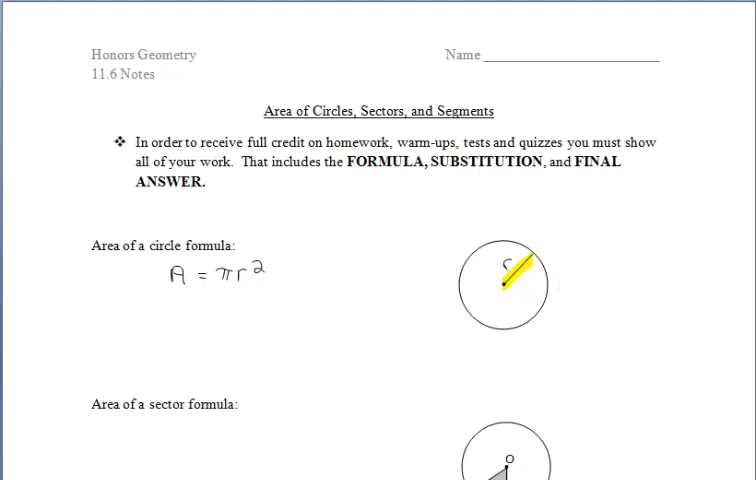 Honors Geometry
Name ______________________
11.6 Notes
Area of Circles, Sectors, and Segments
❖ In order to receive full credit on homework, warm-ups, tests and quizzes you must show
all of your work. That includes the FORMULA, SUBSTITUTION, and FINAL
ANSWER.
Area of a circle formula:
A = πr²
r
Area of a sector formula:
O